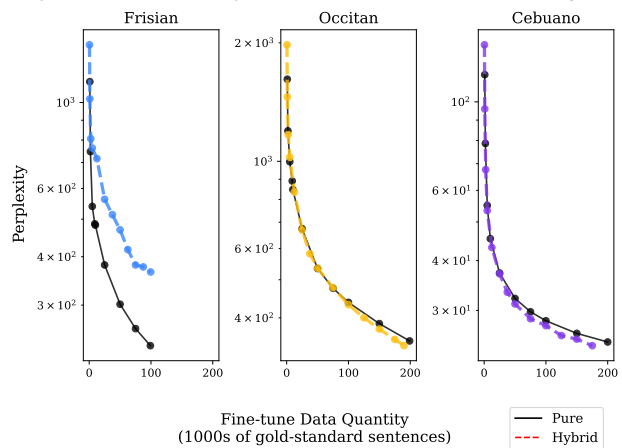 Frisian
Occitan
Cebuano
Perplexity
10³
6 × 10²
4 × 10²
3 × 10²
0 100 200
2 × 10³
10³
6 × 10²
4 × 10²
0 100 200
10²
6 × 10¹
4 × 10¹
3 × 10¹
0 50 100 150 200
Fine-tune Data Quantity
(1000s of gold-standard sentences)
Pure
Hybrid